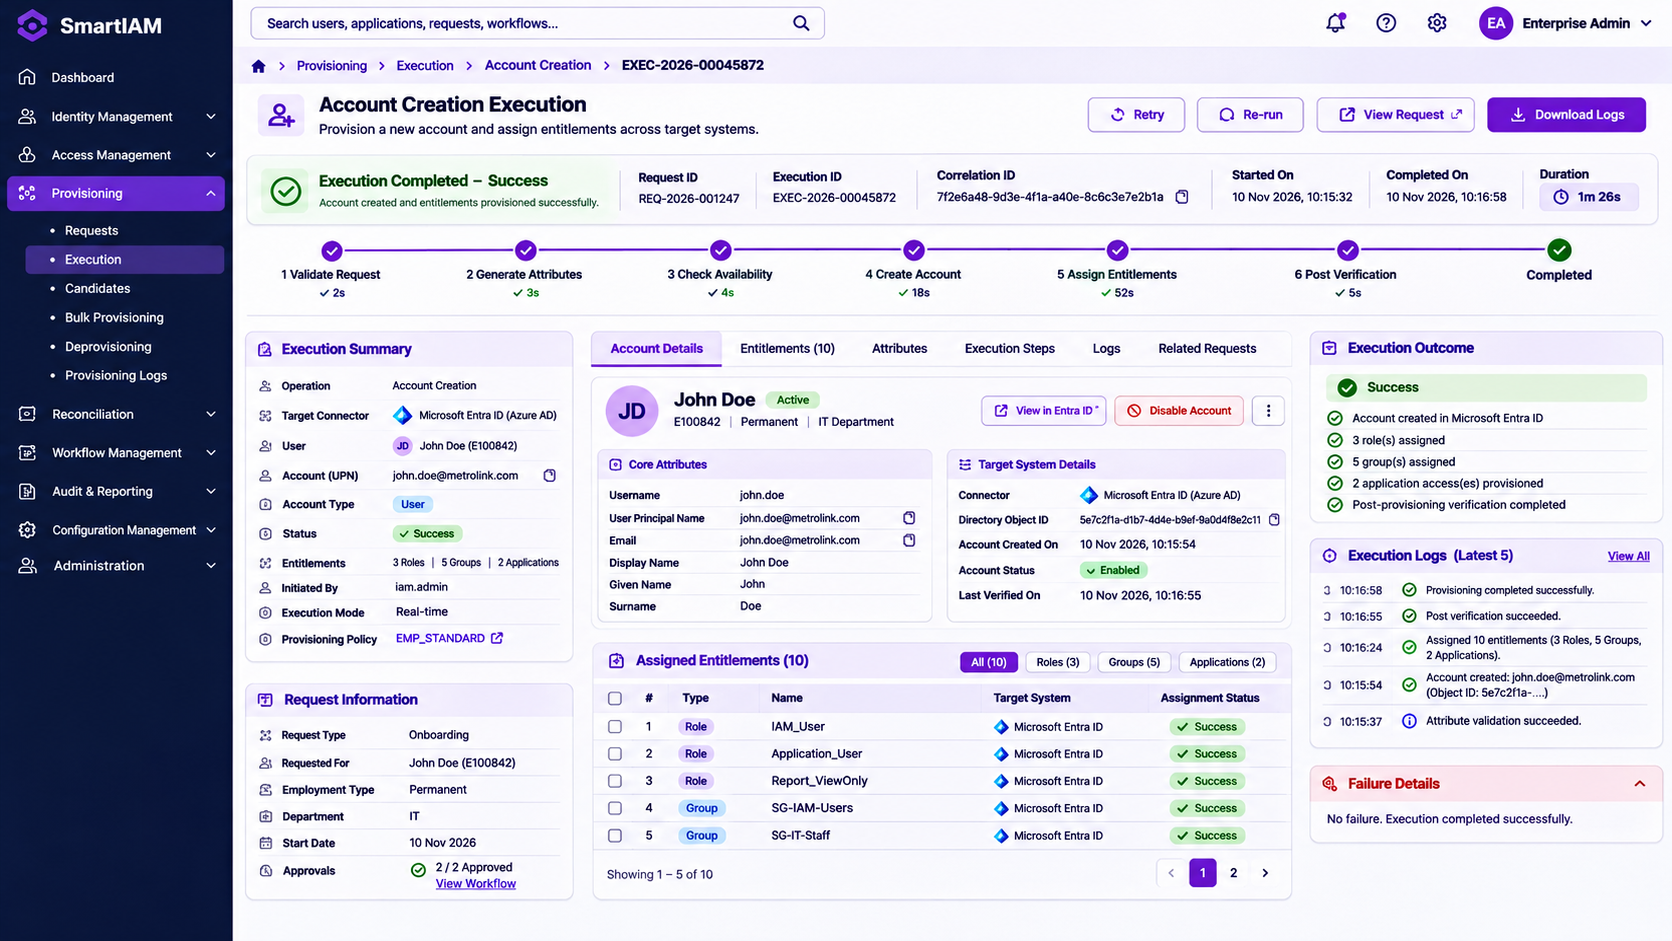 SmartIAM
Search users, applications, requests, workflows...
EA
Enterprise Admin
Dashboard
Identity Management
Access Management
Provisioning
Requests
Execution
Candidates
Bulk Provisioning
Deprovisioning
Provisioning Logs
Reconciliation
Workflow Management
Audit & Reporting
Configuration Management
Administration
Provisioning > Execution > Account Creation > EXEC-2026-00045872
Account Creation Execution
Provision a new account and assign entitlements across target systems.
Retry
Re-run
View Request
Download Logs
Execution Completed – Success
Account created and entitlements provisioned successfully.
Request ID
REQ-2026-001247
Execution ID
EXEC-2026-00045872
Correlation ID
7f2e6a48-9d3e-4f1a-a40e-8c6c3e7e2b1a
Started On
10 Nov 2026, 10:15:32
Completed On
10 Nov 2026, 10:16:58
Duration
1m 26s
1 Validate Request
2s
2 Generate Attributes
3s
3 Check Availability
4s
4 Create Account
18s
5 Assign Entitlements
52s
6 Post Verification
5s
Completed
Execution Summary
Operation Account Creation
Target Connector Microsoft Entra ID (Azure AD)
User JD John Doe (E100842)
Account (UPN) john.doe@metrolink.com
Account Type User
Status Success
Entitlements 3 Roles | 5 Groups | 2 Applications
Initiated By iam.admin
Execution Mode Real-time
Provisioning Policy EMP_STANDARD
Request Information
Request Type Onboarding
Requested For John Doe (E100842)
Employment Type Permanent
Department IT
Start Date 10 Nov 2026
Approvals 2 / 2 Approved
View Workflow
Account Details
Entitlements (10)
Attributes
Execution Steps
Logs
Related Requests
JD
John Doe Active
E100842 | Permanent | IT Department
View in Entra ID
Disable Account
Core Attributes
Username john.doe
User Principal Name john.doe@metrolink.com
Email john.doe@metrolink.com
Display Name John Doe
Given Name John
Surname Doe
Target System Details
Connector Microsoft Entra ID (Azure AD)
Directory Object ID 5e7c2f1a-d1b7-4d4e-b9ef-9a0d4f8e2c11
Account Created On 10 Nov 2026, 10:15:54
Account Status Enabled
Last Verified On 10 Nov 2026, 10:16:55
Assigned Entitlements (10)
All (10)
Roles (3)
Groups (5)
Applications (2)
# Type Name Target System Assignment Status
1 Role IAM_User Microsoft Entra ID Success
2 Role Application_User Microsoft Entra ID Success
3 Role Report_ViewOnly Microsoft Entra ID Success
4 Group SG-IAM-Users Microsoft Entra ID Success
5 Group SG-IT-Staff Microsoft Entra ID Success
Showing 1 – 5 of 10
< 1 2 >
Execution Outcome
Success
Account created in Microsoft Entra ID
3 role(s) assigned
5 group(s) assigned
2 application access(es) provisioned
Post-provisioning verification completed
Execution Logs (Latest 5)
View All
10:16:58 Provisioning completed successfully.
10:16:55 Post verification succeeded.
10:16:24 Assigned 10 entitlements (3 Roles, 5 Groups,
2 Applications).
10:15:54 Account created: john.doe@metrolink.com
(Object ID: 5e7c2f1a-....)
10:15:37 Attribute validation succeeded.
Failure Details
No failure. Execution completed successfully.